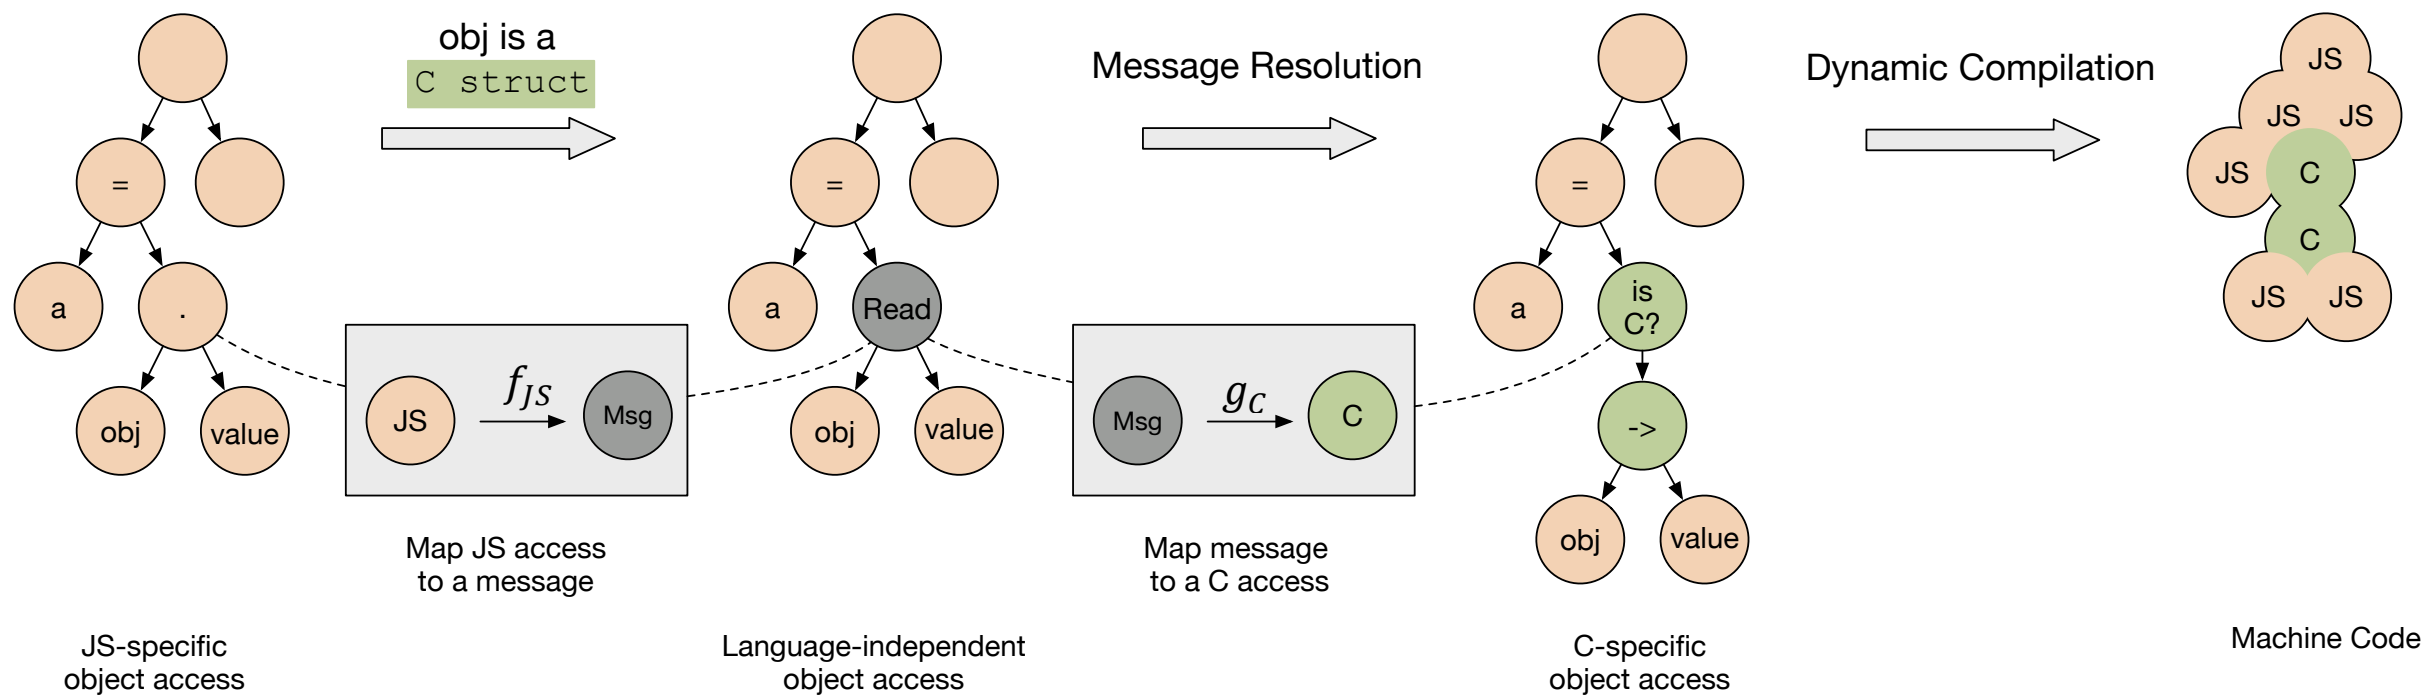 obj is a
C struct
Message Resolution
Dynamic Compilation
=
a
.
obj
value
JS
f_JS
Msg
Map JS access
to a message
JS-specific
object access
=
a
Read
obj
value
Msg
g_C
C
Map message
to a C access
Language-independent
object access
=
a
is
C?
->
obj
value
C-specific
object access
JS
JS
JS
JS
C
C
JS
JS
Machine Code